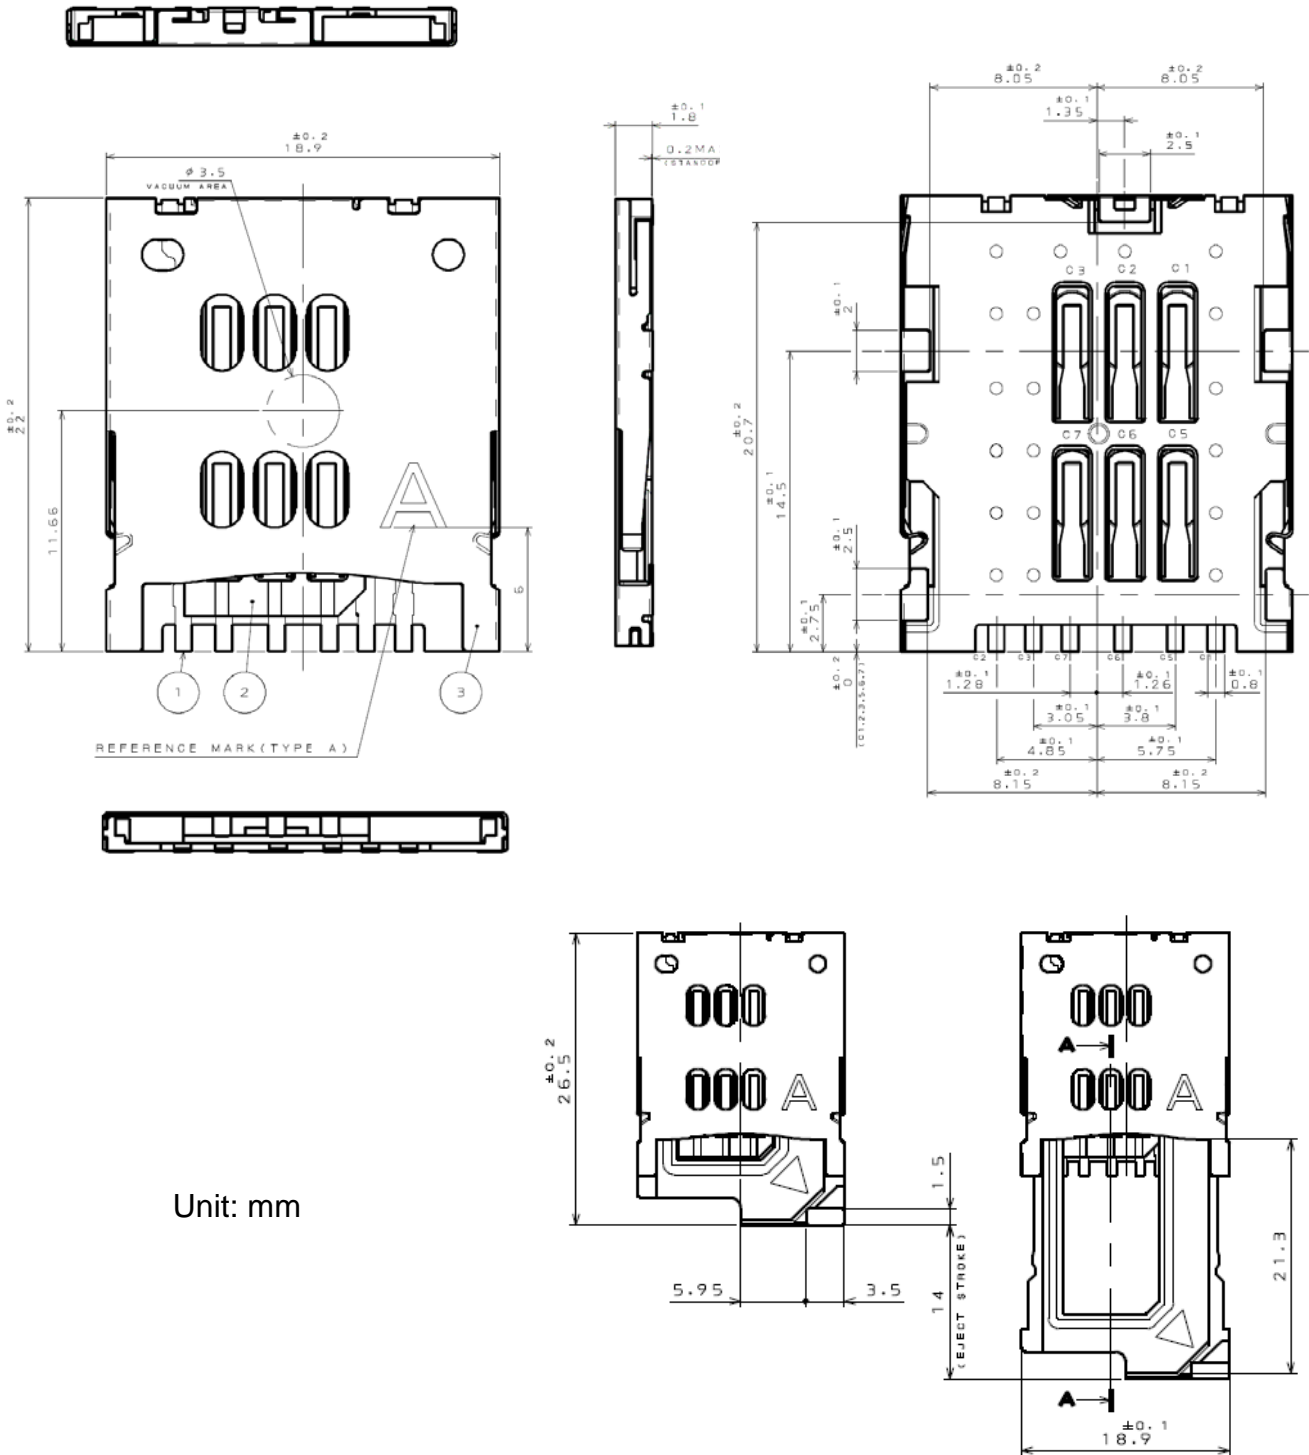 ±0.2
18.9
ø3.5
VACUUM AREA
±0.2
22
11.66
6
A
1
2
3
REFERENCE MARK(TYPE A)
±0.1
1.8
0.2MA
(STANDOF
±0.2
8.05
±0.2
8.05
±0.1
1.35
±0.1
2.5
C3
C2
C1
C7
C6
C5
±0.1
2
±0.2
20.7
±0.1
14.5
±0.1
2.5
±0.1
2.75
±0.2
0
(C1,2,3,5,6,7)
C2
C3
C7
C6
C5
C1
±0.1
1.28
±0.1
1.26
±0.1
0.8
±0.1
3.05
±0.1
3.8
±0.1
4.85
±0.1
5.75
±0.2
8.15
±0.2
8.15
Unit: mm
±0.2
26.5
A
1.5
14
(EJECT STROKE)
5.95
3.5
A
A
21.3
A
±0.1
18.9